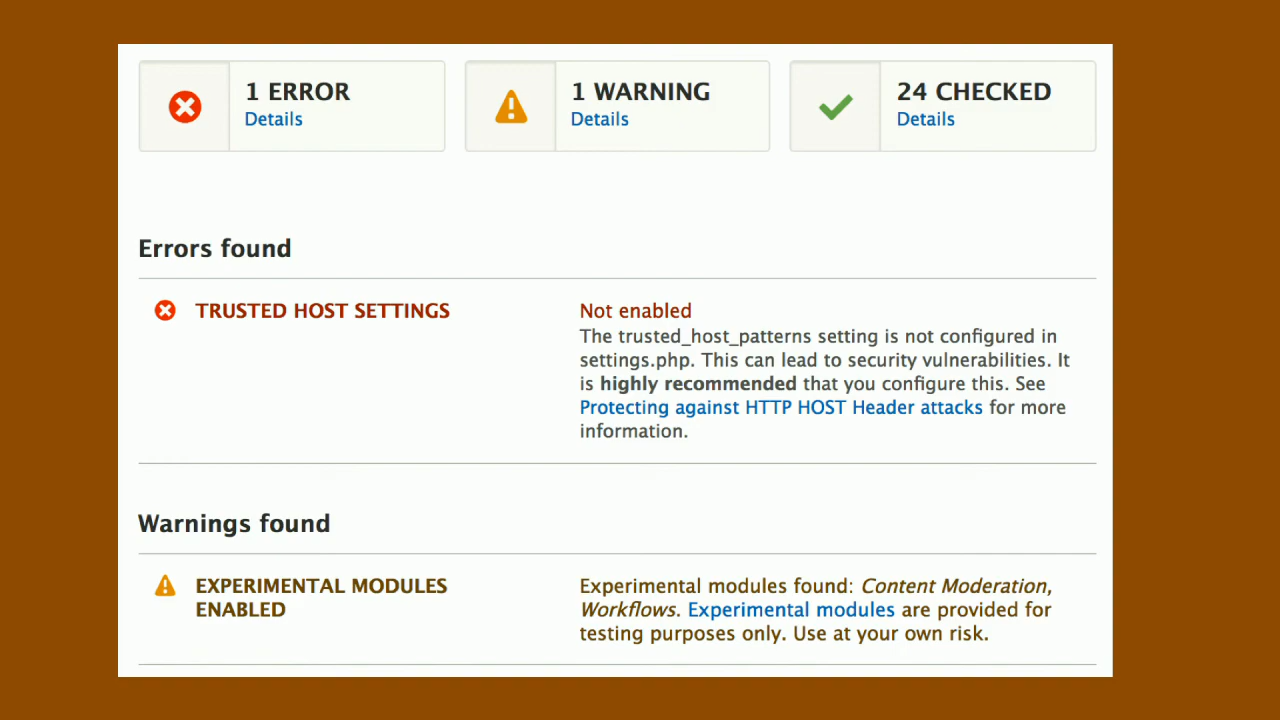 1 ERROR
Details
1 WARNING
Details
24 CHECKED
Details
Errors found
TRUSTED HOST SETTINGS
Not enabled
The trusted_host_patterns setting is not configured in
settings.php. This can lead to security vulnerabilities. It
is highly recommended that you configure this. See
Protecting against HTTP HOST Header attacks for more
information.
Warnings found
EXPERIMENTAL MODULES
ENABLED
Experimental modules found: Content Moderation,
Workflows. Experimental modules are provided for
testing purposes only. Use at your own risk.